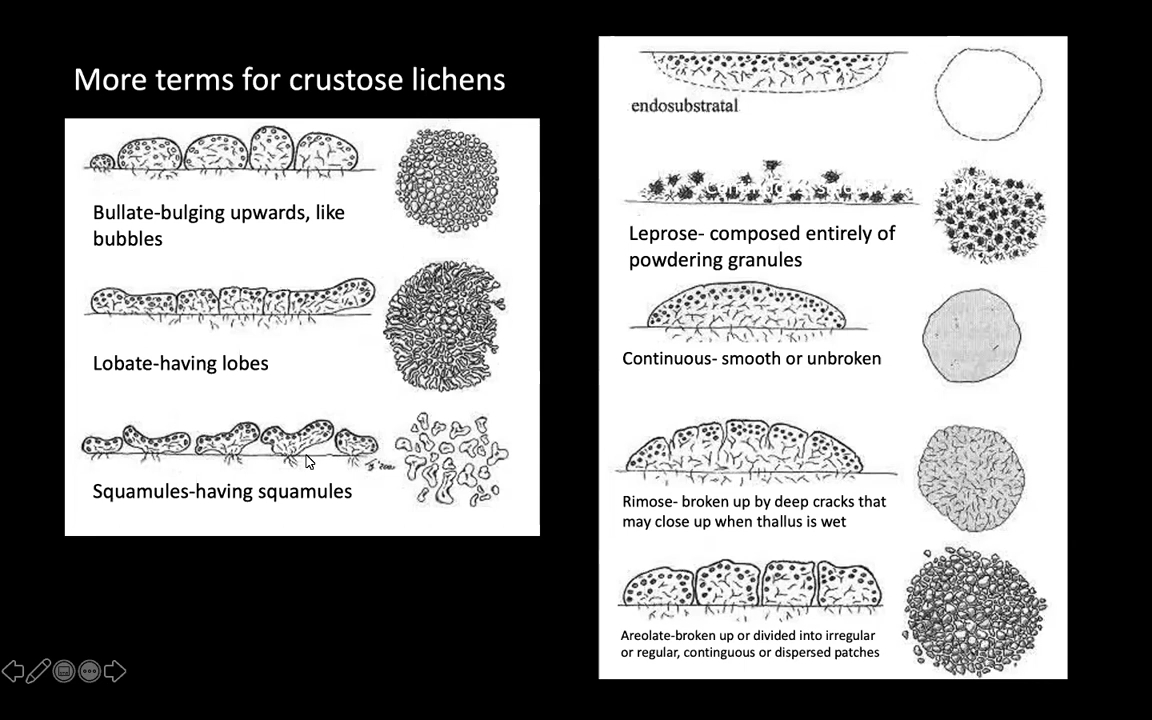 More terms for crustose lichens
Bullate-bulging upwards, like
bubbles
Lobate-having lobes
Squamules-having squamules
endosubstratal
Leprose- composed entirely of
powdering granules
Continuous- smooth or unbroken
Rimose- broken up by deep cracks that
may close up when thallus is wet
Areolate-broken up or divided into irregular
or regular, continguous or dispersed patches